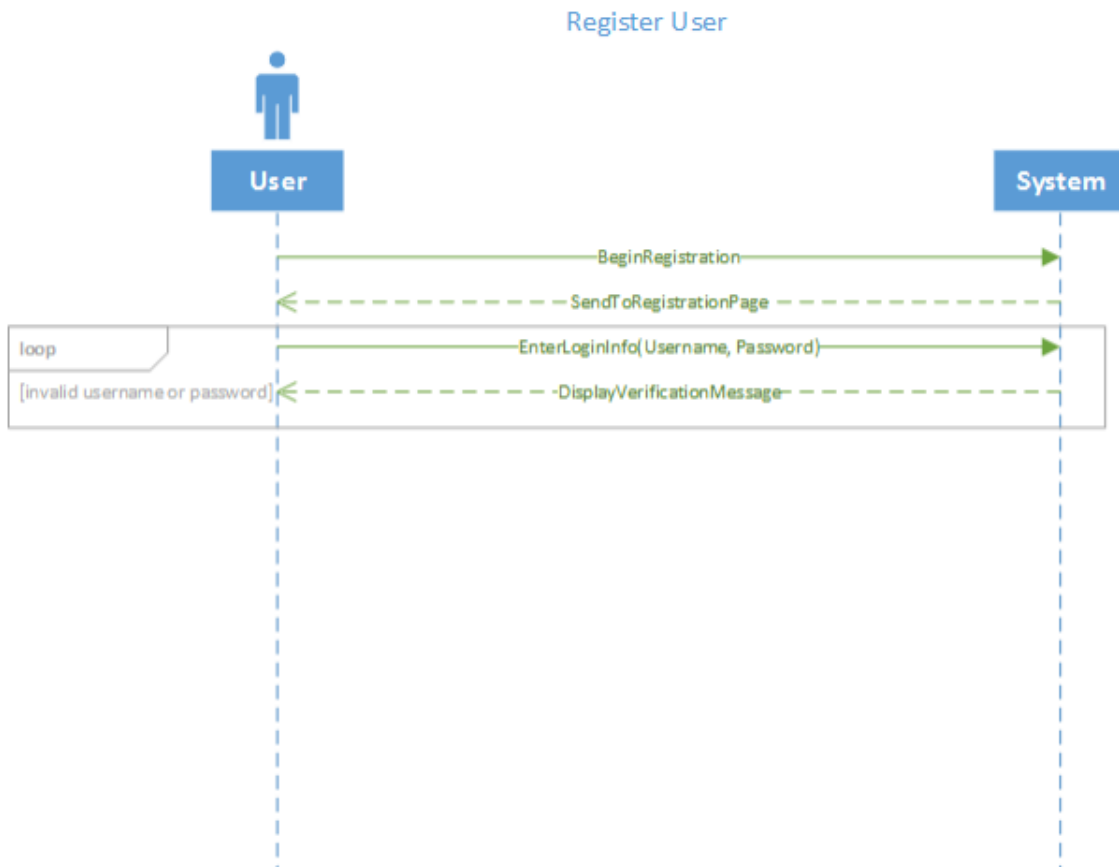 Register User
User
System
BeginRegistration
SendToRegistrationPage
loop
EnterLoginInfo(Username, Password)
[invalid username or password]
DisplayVerificationMessage